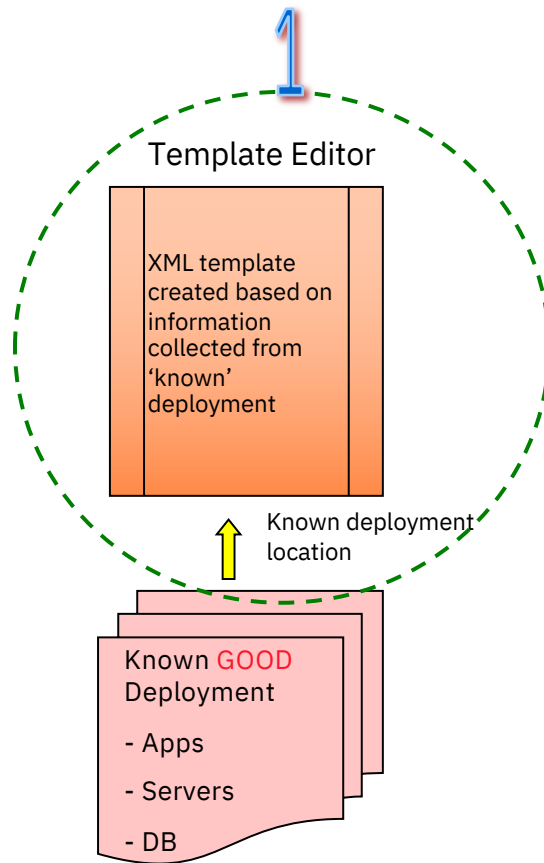 1
Template Editor
XML template
created based on
information
collected from
‘known’
deployment
Known deployment
location
Known GOOD
Deployment
- Apps
- Servers
- DB